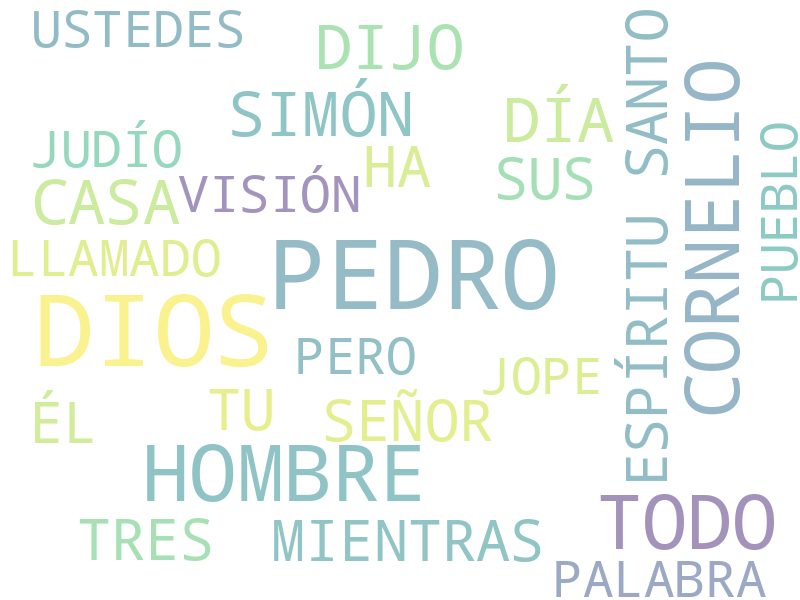 USTEDES
DIJO
SIMÓN
DÍA
JUDÍO
HA
SUS
CASA
VISIÓN
LLAMADO
PEDRO
DIOS
PERO
JOPE
ÉL
TU
SEÑOR
HOMBRE
TRES
MIENTRAS
TODO
PALABRA
ESPÍRITU SANTO
CORNELIO
PUEBLO